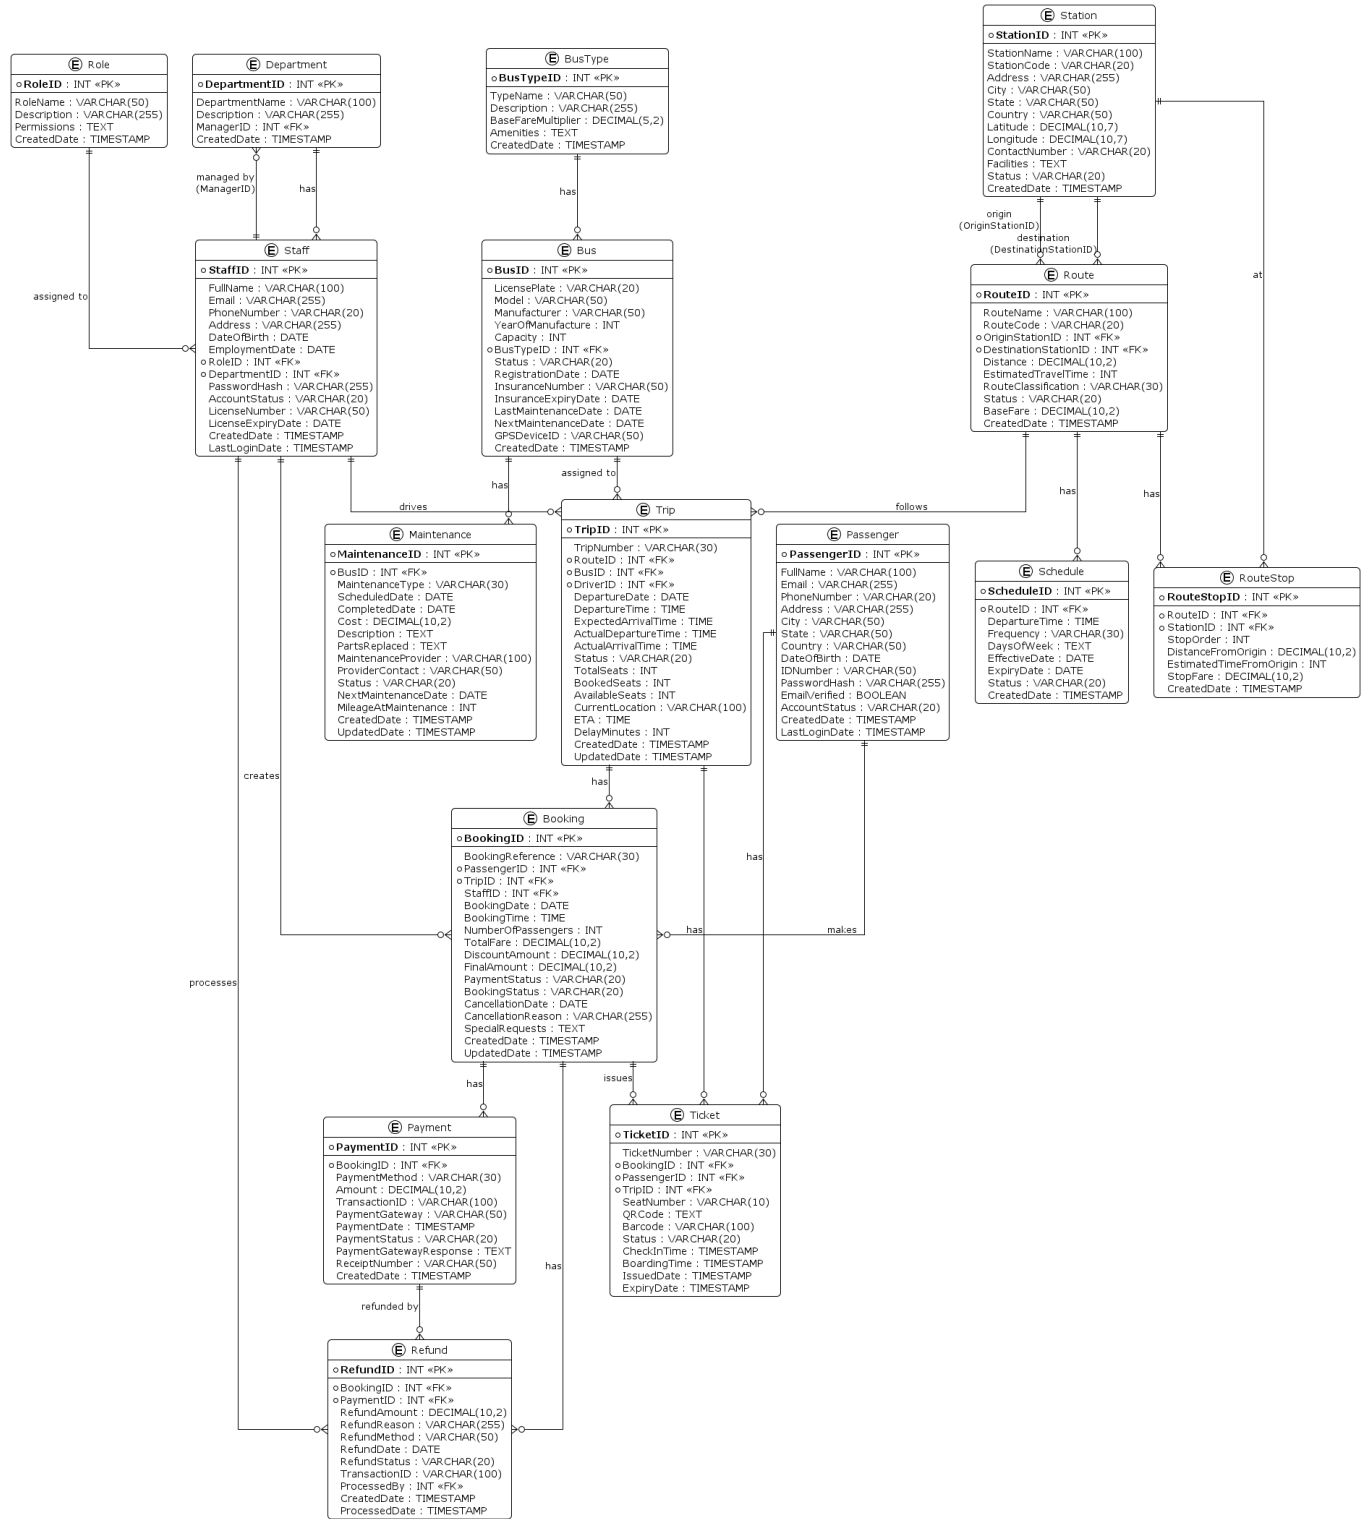 Station
StationID : INT «PK»
StationName : VARCHAR(100)
StationCode : VARCHAR(20)
Address : VARCHAR(255)
City : VARCHAR(50)
State : VARCHAR(50)
Country : VARCHAR(50)
Latitude : DECIMAL(10,7)
Longitude : DECIMAL(10,7)
ContactNumber : VARCHAR(20)
Facilities : TEXT
Status : VARCHAR(20)
CreatedDate : TIMESTAMP
Role
RoleID : INT «PK»
RoleName : VARCHAR(50)
Description : VARCHAR(255)
Permissions : TEXT
CreatedDate : TIMESTAMP
Department
DepartmentID : INT «PK»
DepartmentName : VARCHAR(100)
Description : VARCHAR(255)
ManagerID : INT «FK»
CreatedDate : TIMESTAMP
BusType
BusTypeID : INT «PK»
TypeName : VARCHAR(50)
Description : VARCHAR(255)
BaseFareMultiplier : DECIMAL(5,2)
Amenities : TEXT
CreatedDate : TIMESTAMP
managed by
(ManagerID)
has
has
origin
(OriginStationID)
destination
(DestinationStationID)
at
assigned to
Staff
StaffID : INT «PK»
FullName : VARCHAR(100)
Email : VARCHAR(255)
PhoneNumber : VARCHAR(20)
Address : VARCHAR(255)
DateOfBirth : DATE
EmploymentDate : DATE
RoleID : INT «FK»
DepartmentID : INT «FK»
PasswordHash : VARCHAR(255)
AccountStatus : VARCHAR(20)
LicenseNumber : VARCHAR(50)
LicenseExpiryDate : DATE
CreatedDate : TIMESTAMP
LastLoginDate : TIMESTAMP
Bus
BusID : INT «PK»
LicensePlate : VARCHAR(20)
Model : VARCHAR(50)
Manufacturer : VARCHAR(50)
YearOfManufacture : INT
Capacity : INT
BusTypeID : INT «FK»
Status : VARCHAR(20)
RegistrationDate : DATE
InsuranceNumber : VARCHAR(50)
InsuranceExpiryDate : DATE
LastMaintenanceDate : DATE
NextMaintenanceDate : DATE
GPSDeviceID : VARCHAR(50)
CreatedDate : TIMESTAMP
Route
RouteID : INT «PK»
RouteName : VARCHAR(100)
RouteCode : VARCHAR(20)
OriginStationID : INT «FK»
DestinationStationID : INT «FK»
Distance : DECIMAL(10,2)
EstimatedTravelTime : INT
RouteClassification : VARCHAR(30)
Status : VARCHAR(20)
BaseFare : DECIMAL(10,2)
CreatedDate : TIMESTAMP
has
assigned to
drives
follows
has
has
Maintenance
MaintenanceID : INT «PK»
BusID : INT «FK»
MaintenanceType : VARCHAR(30)
ScheduledDate : DATE
CompletedDate : DATE
Cost : DECIMAL(10,2)
Description : TEXT
PartsReplaced : TEXT
MaintenanceProvider : VARCHAR(100)
ProviderContact : VARCHAR(50)
Status : VARCHAR(20)
NextMaintenanceDate : DATE
MileageAtMaintenance : INT
CreatedDate : TIMESTAMP
UpdatedDate : TIMESTAMP
Trip
TripID : INT «PK»
TripNumber : VARCHAR(30)
RouteID : INT «FK»
BusID : INT «FK»
DriverID : INT «FK»
DepartureDate : DATE
DepartureTime : TIME
ExpectedArrivalTime : TIME
ActualDepartureTime : TIME
ActualArrivalTime : TIME
Status : VARCHAR(20)
TotalSeats : INT
BookedSeats : INT
AvailableSeats : INT
CurrentLocation : VARCHAR(100)
ETA : TIME
DelayMinutes : INT
CreatedDate : TIMESTAMP
UpdatedDate : TIMESTAMP
Passenger
PassengerID : INT «PK»
FullName : VARCHAR(100)
Email : VARCHAR(255)
PhoneNumber : VARCHAR(20)
Address : VARCHAR(255)
City : VARCHAR(50)
State : VARCHAR(50)
Country : VARCHAR(50)
DateOfBirth : DATE
IDNumber : VARCHAR(50)
PasswordHash : VARCHAR(255)
EmailVerified : BOOLEAN
AccountStatus : VARCHAR(20)
CreatedDate : TIMESTAMP
LastLoginDate : TIMESTAMP
Schedule
ScheduleID : INT «PK»
RouteID : INT «FK»
DepartureTime : TIME
Frequency : VARCHAR(30)
DaysOfWeek : TEXT
EffectiveDate : DATE
ExpiryDate : DATE
Status : VARCHAR(20)
CreatedDate : TIMESTAMP
RouteStop
RouteStopID : INT «PK»
RouteID : INT «FK»
StationID : INT «FK»
StopOrder : INT
DistanceFromOrigin : DECIMAL(10,2)
EstimatedTimeFromOrigin : INT
StopFare : DECIMAL(10,2)
CreatedDate : TIMESTAMP
creates
has
has
has
makes
processes
Booking
BookingID : INT «PK»
BookingReference : VARCHAR(30)
PassengerID : INT «FK»
TripID : INT «FK»
StaffID : INT «FK»
BookingDate : DATE
BookingTime : TIME
NumberOfPassengers : INT
TotalFare : DECIMAL(10,2)
DiscountAmount : DECIMAL(10,2)
FinalAmount : DECIMAL(10,2)
PaymentStatus : VARCHAR(20)
BookingStatus : VARCHAR(20)
CancellationDate : DATE
CancellationReason : VARCHAR(255)
SpecialRequests : TEXT
CreatedDate : TIMESTAMP
UpdatedDate : TIMESTAMP
has
issues
has
Payment
PaymentID : INT «PK»
BookingID : INT «FK»
PaymentMethod : VARCHAR(30)
Amount : DECIMAL(10,2)
TransactionID : VARCHAR(100)
PaymentGateway : VARCHAR(50)
PaymentDate : TIMESTAMP
PaymentStatus : VARCHAR(20)
PaymentGatewayResponse : TEXT
ReceiptNumber : VARCHAR(50)
CreatedDate : TIMESTAMP
Ticket
TicketID : INT «PK»
TicketNumber : VARCHAR(30)
BookingID : INT «FK»
PassengerID : INT «FK»
TripID : INT «FK»
SeatNumber : VARCHAR(10)
QRCode : TEXT
Barcode : VARCHAR(100)
Status : VARCHAR(20)
CheckInTime : TIMESTAMP
BoardingTime : TIMESTAMP
IssuedDate : TIMESTAMP
ExpiryDate : TIMESTAMP
refunded by
Refund
RefundID : INT «PK»
BookingID : INT «FK»
PaymentID : INT «FK»
RefundAmount : DECIMAL(10,2)
RefundReason : VARCHAR(255)
RefundMethod : VARCHAR(50)
RefundDate : DATE
RefundStatus : VARCHAR(20)
TransactionID : VARCHAR(100)
ProcessedBy : INT «FK»
CreatedDate : TIMESTAMP
ProcessedDate : TIMESTAMP